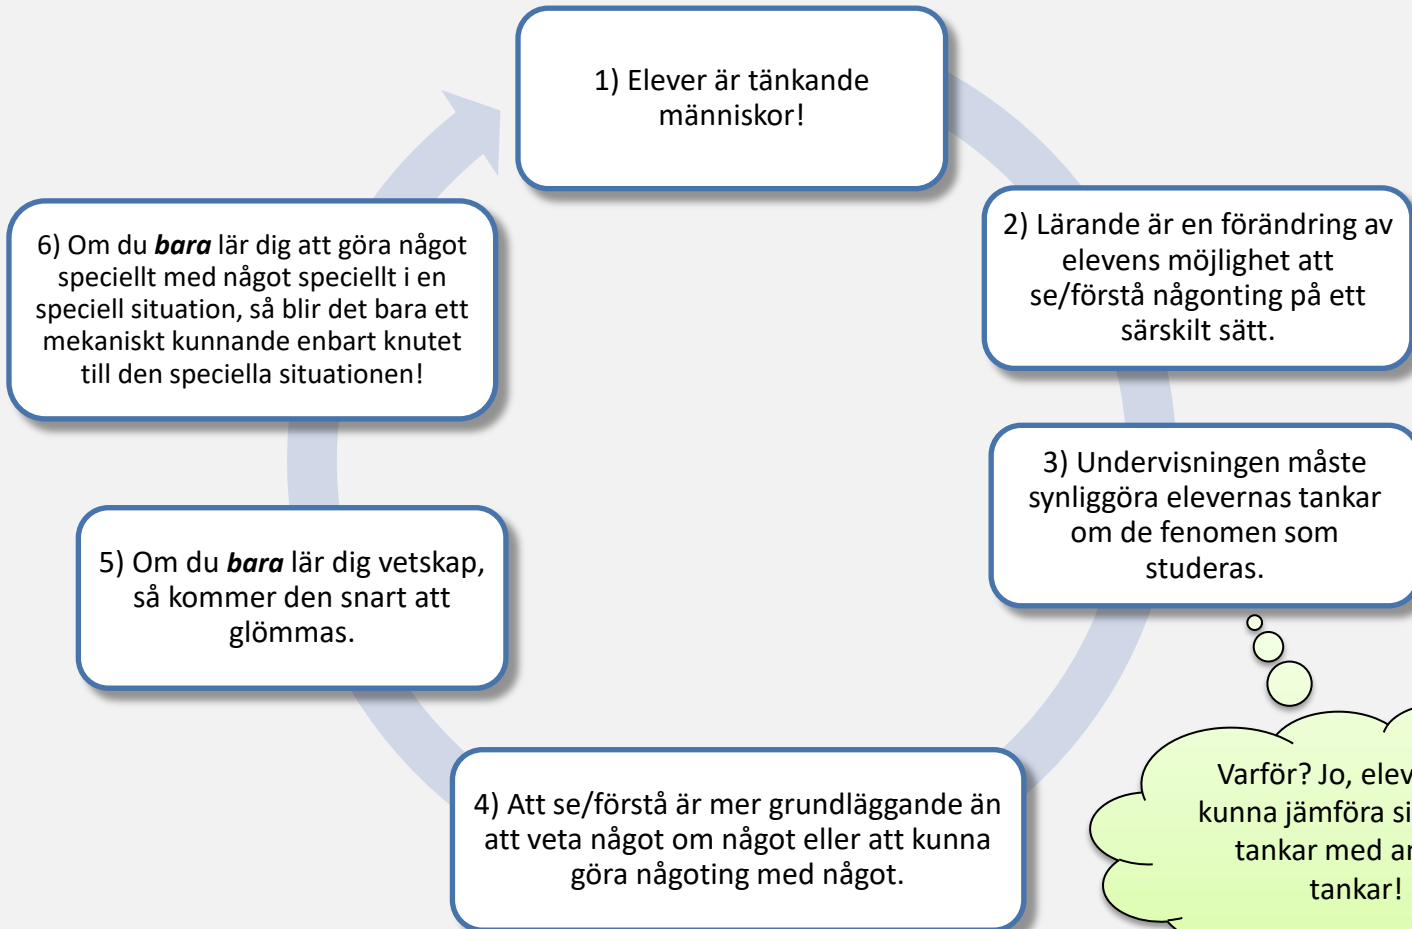 1) Elever är tänkande
människor!
2) Lärande är en förändring av
elevens möjlighet att
se/förstå någonting på ett
särskilt sätt.
3) Undervisningen måste
synliggöra elevernas tankar
om de fenomen som
studeras.
Varför? Jo,
kunna jämföra
tankar med
tankar!
4) Att se/förstå är mer grundläggande än
att veta något om något eller att kunna
göra någoting med något.
5) Om du bara lär dig vetskap,
så kommer den snart att
glömmas.
6) Om du bara lär dig att göra något
speciellt med något speciellt i en
speciell situation, så blir det bara ett
mekaniskt kunnande enbart knutet
till den speciella situationen!